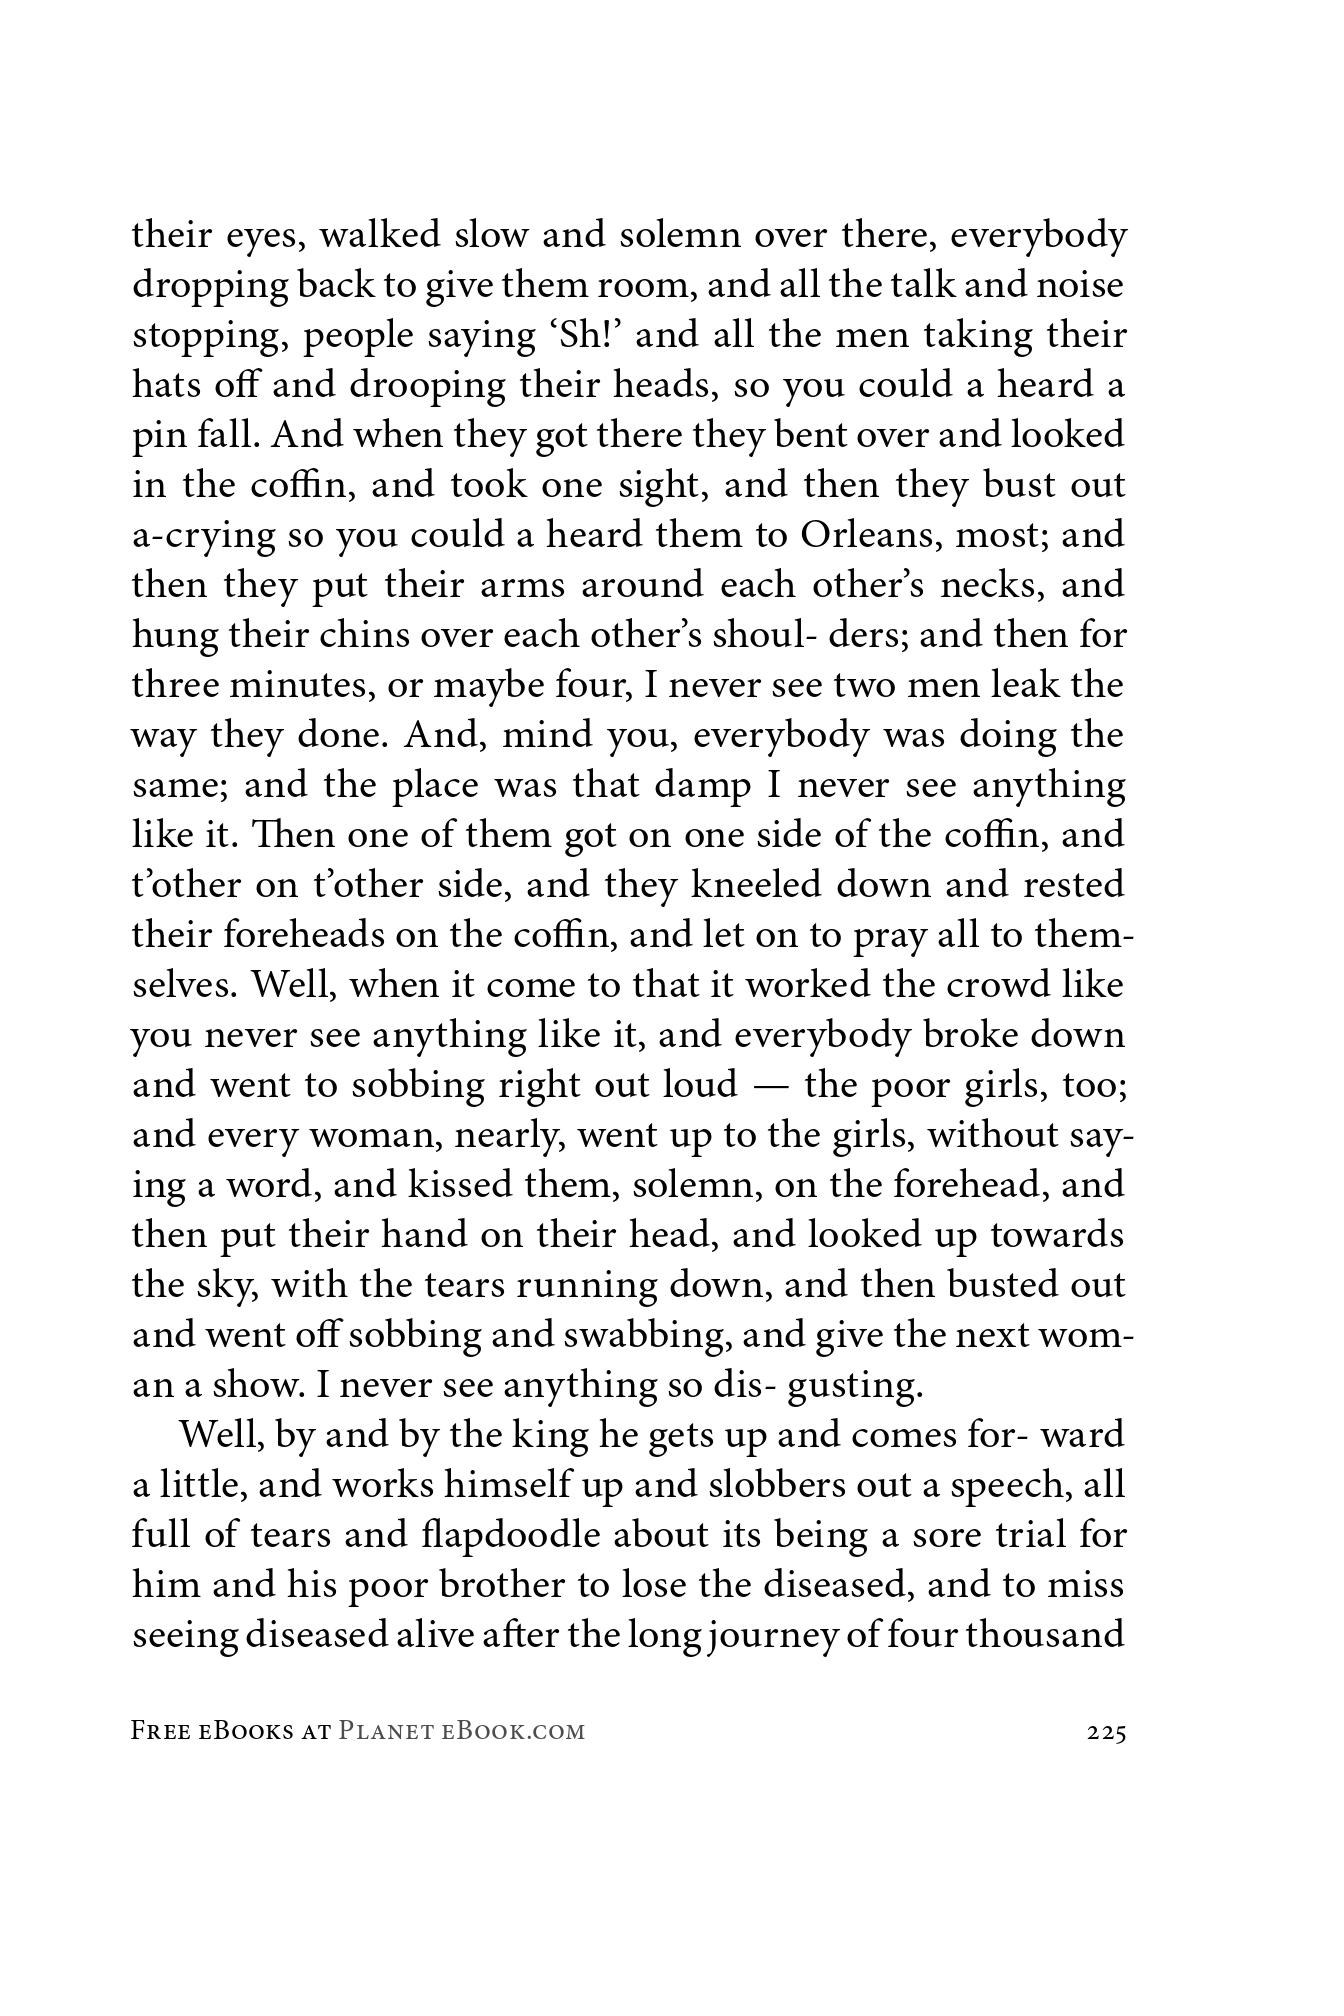 their eyes, walked slow and solemn over there, everybody
dropping back to give them room, and all the talk and noise
stopping, people saying ‘Sh!’ and all the men taking their
hats off and drooping their heads, so you could a heard a
pin fall. And when they got there they bent over and looked
in the coffin, and took one sight, and then they bust out
a-crying so you could a heard them to Orleans, most; and
then they put their arms around each other’s necks, and
hung their chins over each other’s shoul- ders; and then for
three minutes, or maybe four, I never see two men leak the
way they done. And, mind you, everybody was doing the
same; and the place was that damp I never see anything
like it. Then one of them got on one side of the coffin, and
t’other on t’other side, and they kneeled down and rested
their foreheads on the coffin, and let on to pray all to them-
selves. Well, when it come to that it worked the crowd like
you never see anything like it, and everybody broke down
and went to sobbing right out loud — the poor girls, too;
and every woman, nearly, went up to the girls, without say-
ing a word, and kissed them, solemn, on the forehead, and
then put their hand on their head, and looked up towards
the sky, with the tears running down, and then busted out
and went off sobbing and swabbing, and give the next wom-
an a show. I never see anything so dis- gusting.
Well, by and by the king he gets up and comes for- ward
a little, and works himself up and slobbers out a speech, all
full of tears and flapdoodle about its being a sore trial for
him and his poor brother to lose the diseased, and to miss
seeing diseased alive after the long journey of four thousand
Free eBooks at Planet eBook.com 225